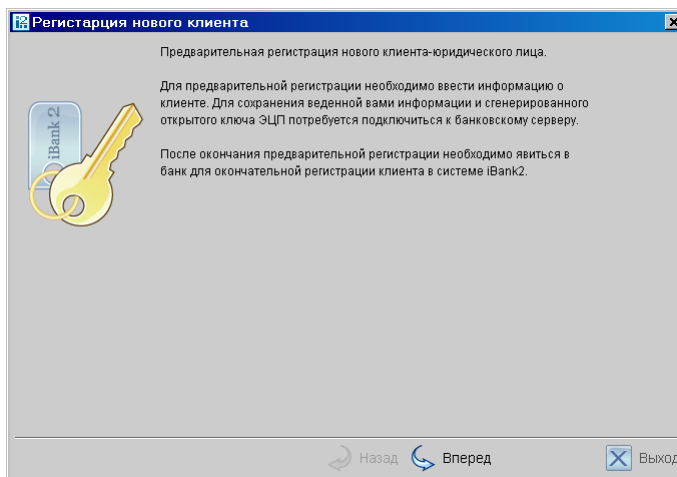 Регистарция нового клиента
Предварительная регистрация нового клиента-юридического лица.
Для предварительной регистрации необходимо ввести информацию о
клиенте. Для сохранения веденной вами информации и сгенерированного
открытого ключа ЭЦП потребуется подключиться к банковскому серверу.
После окончания предварительной регистрации необходимо явиться в
банк для окончательной регистрации клиента в системе iBank2.
iBank 2
Назад Вперед Выход